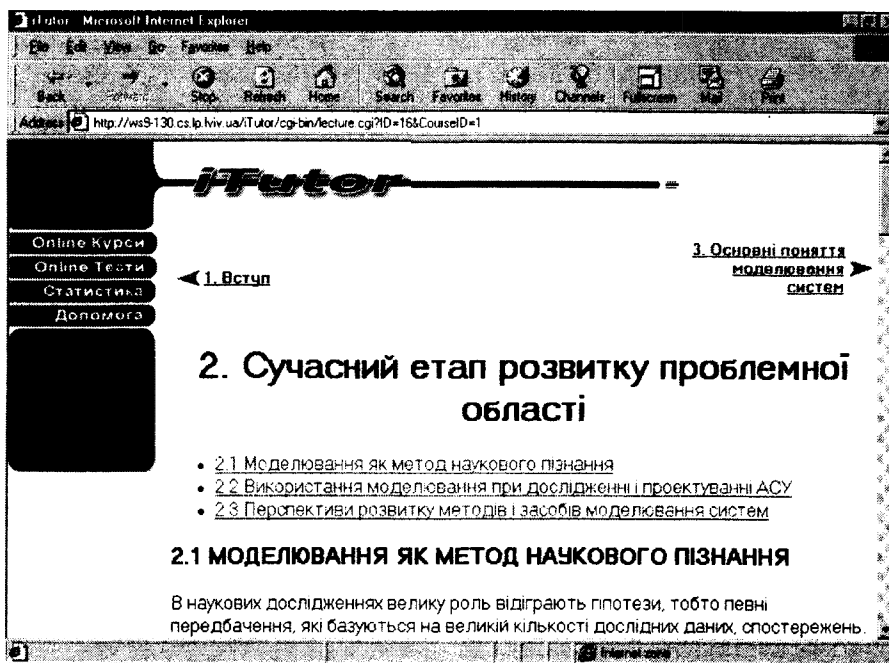 iTutor - Microsoft Internet Explorer
File Edit View Go Favorites Help
Back Forward Stop Refresh Home Search Favorites History Channels Fullscreen Mail Print
Address http://ws9-130.cs.lp.lviv.ua/iTutor/cgi-bin/lecture.cgi?ID=16&CourseID=1
iTutor
Online Курси
Online Тести
Статистика
Допомога
1. Вступ
3. Основні поняття
моделювання
систем
2. Сучасний етап розвитку проблемної
області
• 2.1 Моделювання як метод наукового пізнання
• 2.2 Використання моделювання при дослідженні і проектуванні АСУ
• 2.3 Перспективи розвитку методів і засобів моделювання систем
2.1 МОДЕЛЮВАННЯ ЯК МЕТОД НАУКОВОГО ПІЗНАННЯ
В наукових дослідженнях велику роль відіграють гіпотези, тобто певні
передбачення, які базуються на великій кількості дослідних даних, спостережень.
Internet zone